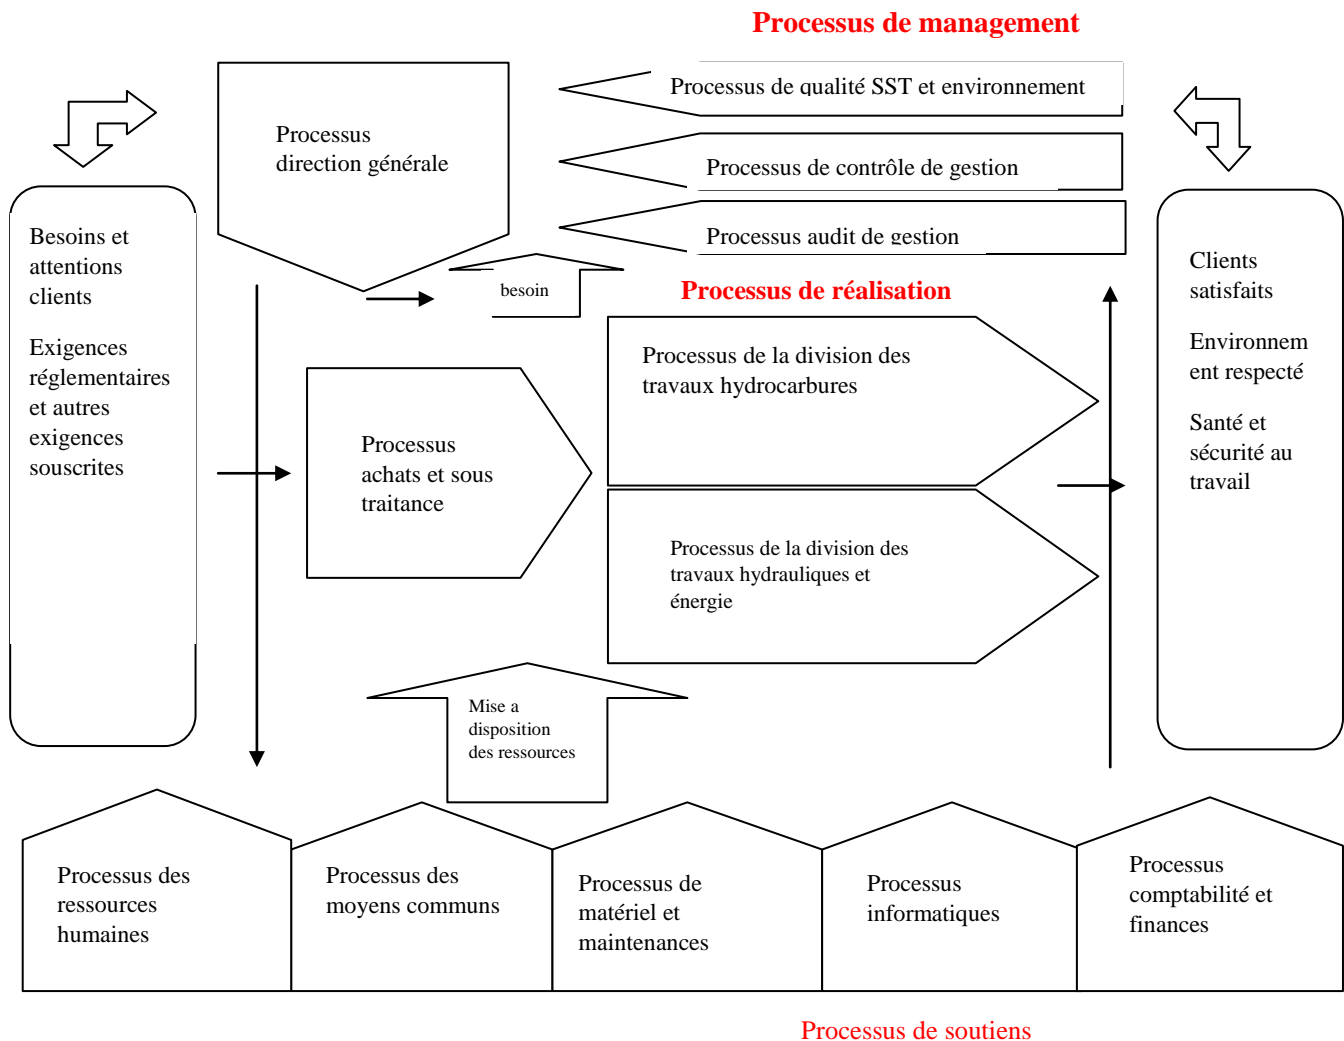 Processus de management
Processus de qualité SST et environnement
Processus
direction générale
Processus de contrôle de gestion
Processus audit de gestion
Besoins et
attentions
clients
Exigences
réglementaires
et autres
exigences
souscrites
besoin
Processus de réalisation
Clients
satisfaits
Environnem
ent respecté
Santé et
sécurité au
travail
Processus de la division des
travaux hydrocarbures
Processus
achats et sous
traitance
Processus de la division des
travaux hydrauliques et
énergie
Mise a
disposition
des ressources
Processus des
ressources
humaines
Processus des
moyens communs
Processus de
matériel et
maintenances
Processus
informatiques
Processus
comptabilité et
finances
Processus de soutiens